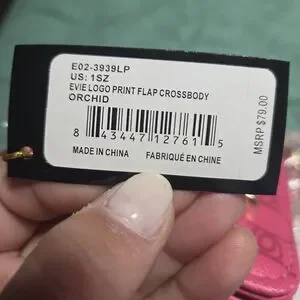 E02-3939LP
US: 1SZ
EVIE LOGO PRINT FLAP CROSSBODY
ORCHID
8 43447 12761 5
MADE IN CHINA FABRIQUÉ EN CHINE
MSRP $79.00